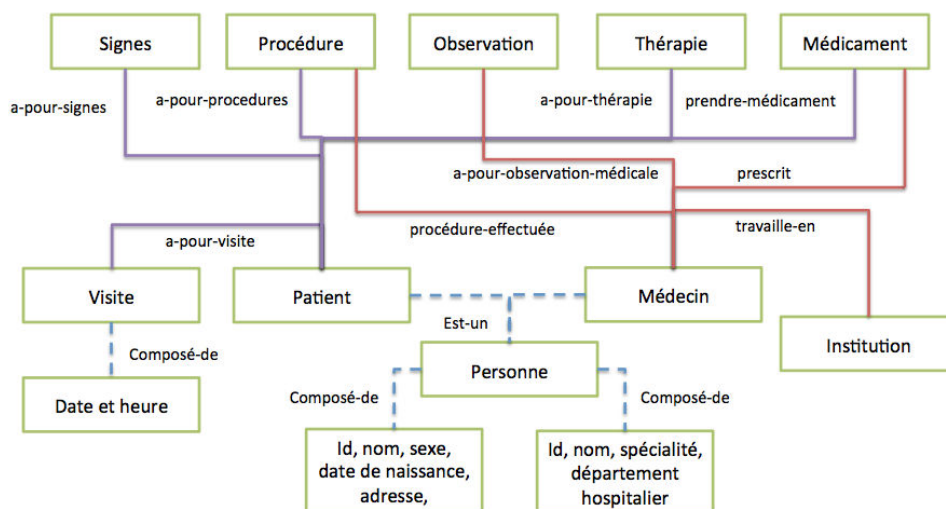 Signes
Procédure
Observation
Thérapie
Médicament
a-pour-signes
a-pour-procedures
a-pour-thérapie
prendre-médicament
a-pour-observation-médicale
prescrit
a-pour-visite
procédure-effectuée
travaille-en
Visite
Patient
Médecin
Est-un
Institution
Composé-de
Personne
Date et heure
Composé-de
Composé-de
Id, nom, sexe,
date de naissance,
adresse,
Id, nom, spécialité,
département
hospitalier